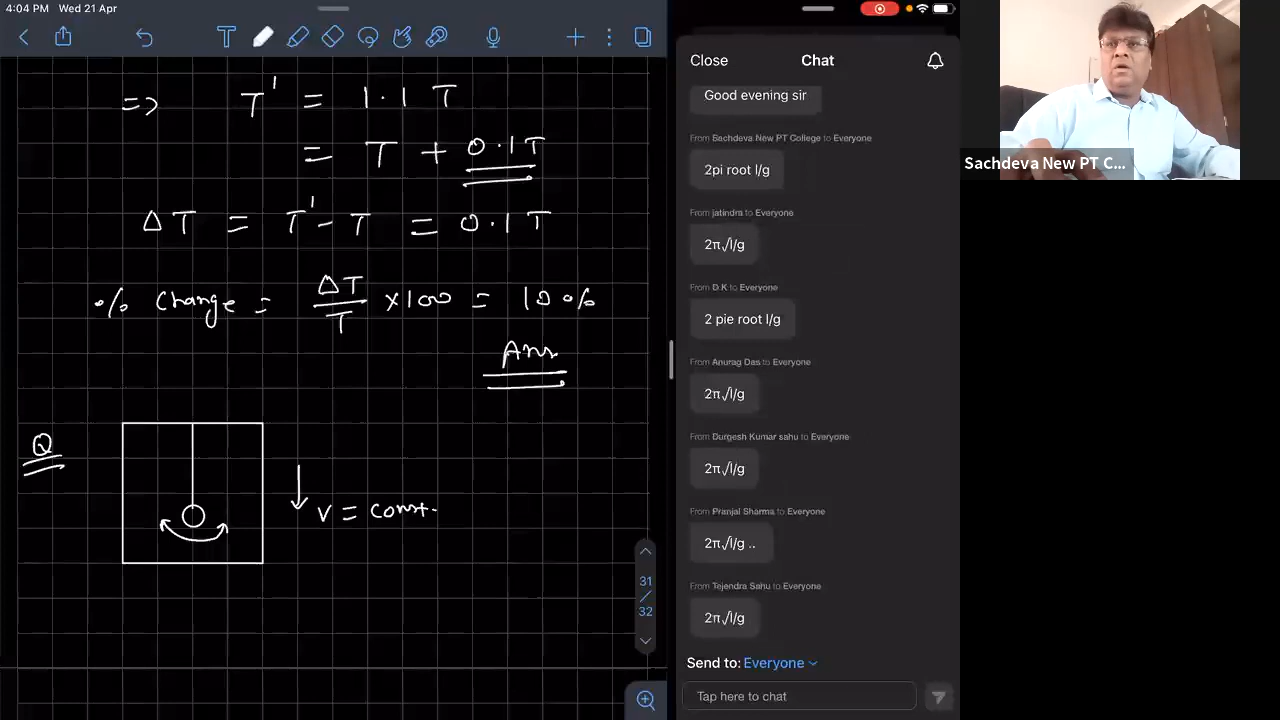 4:04 PM Wed 21 Apr
=> T' = 1.1 T
= T + 0.1T
ΔT = T' - T = 0.1T
% change = ΔT/T ×100 = 10%
Ans
Q
v = const.
31
/
32
Close
Chat
Good evening sir
From Sachdeva New PT College to Everyone
2pi root l/g
From jatindra to Everyone
2π√l/g
From D.K to Everyone
2 pie root l/g
From Anurag Das to Everyone
2π√l/g
From Durgesh Kumar sahu to Everyone
2π√l/g
From Pranjal Sharma to Everyone
2π√l/g ..
From Tejendra Sahu to Everyone
2π√l/g
Send to: Everyone
Tap here to chat
Sachdeva New PT C...